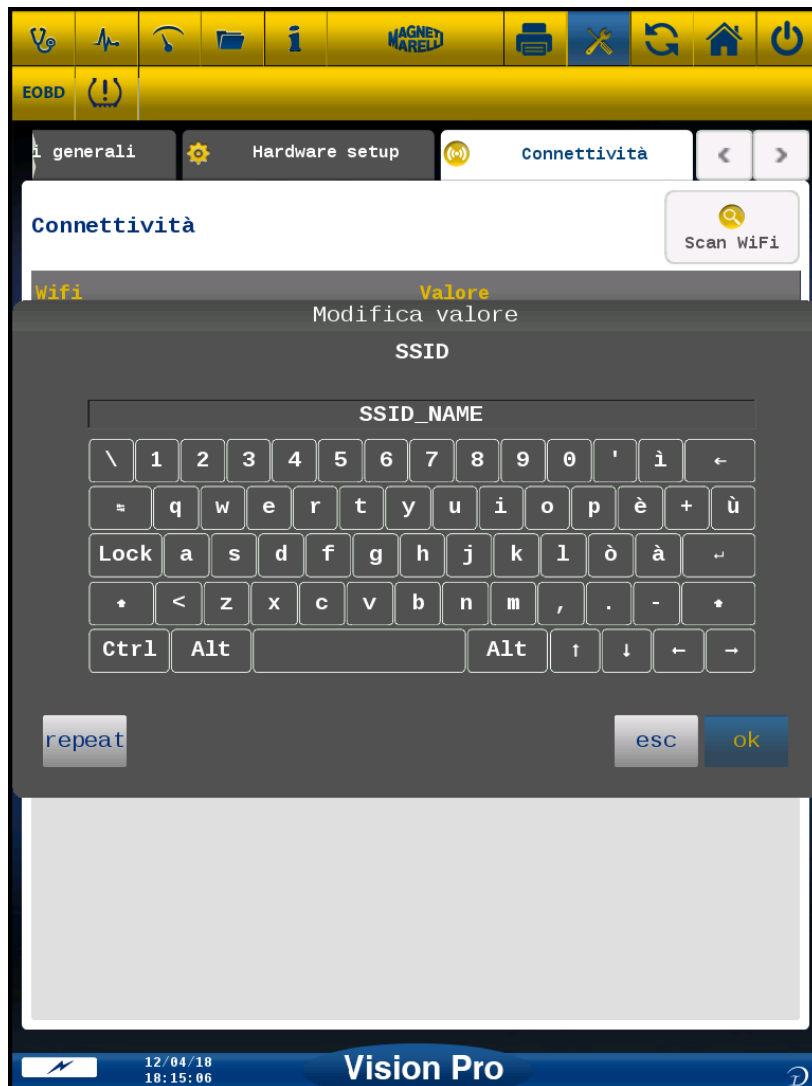 MAGNETI
MARELLI
EOBD
i generali
Hardware setup
Connettività
Connettività
Scan WiFi
Wifi
Valore
Modifica valore
SSID
SSID_NAME
\ 1 2 3 4 5 6 7 8 9 0 ' ì ←
↹ q w e r t y u i o p è + ù
Lock a s d f g h j k l ò à ↵
⬆ < z x c v b n m , . - ⬆
Ctrl Alt Alt ↑ ↓ ← →
repeat
esc
ok
12/04/18
18:15:06
Vision Pro